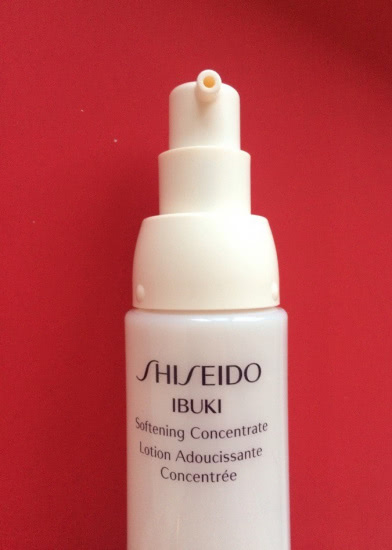 SHISEIDO
IBUKI
Softening Concentrate
Lotion Adoucissante
Concentrée